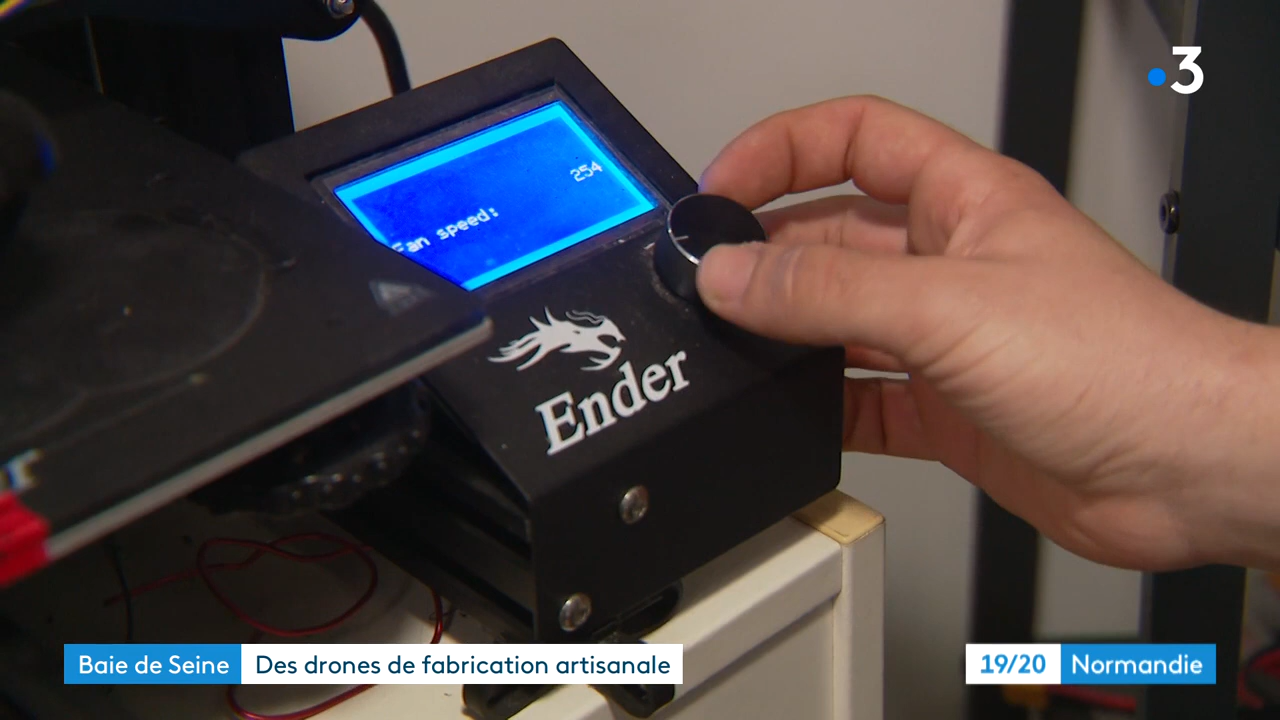 3
254
Fan speed:
Ender
r
Baie de Seine Des drones de fabrication artisanale
19/20 Normandie